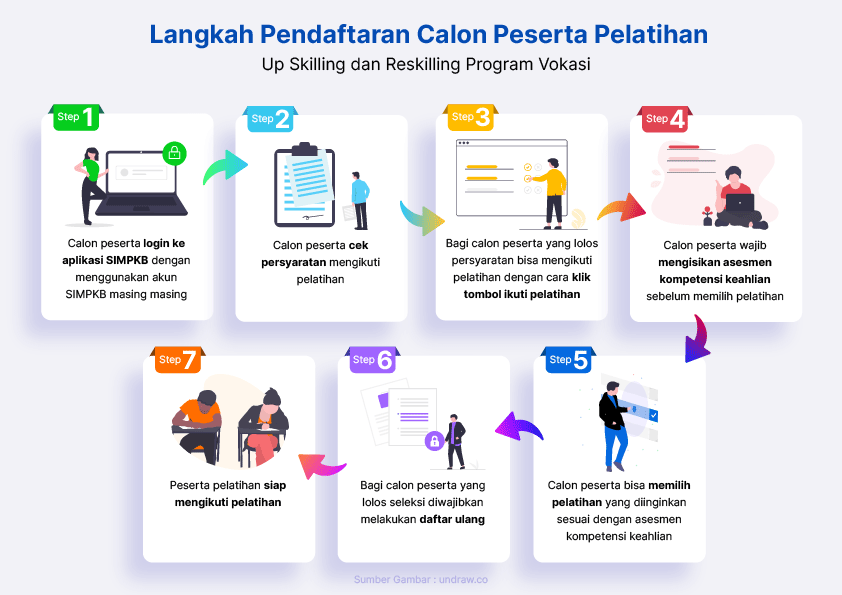 Langkah Pendaftaran Calon Peserta Pelatihan
Up Skilling dan Reskilling Program Vokasi
Step 1
Calon peserta login ke
aplikasi SIMPKB dengan
menggunakan akun
SIMPKB masing masing
Step 2
Calon peserta cek
persyaratan mengikuti
pelatihan
Step 3
Bagi calon peserta yang lolos
persyaratan bisa mengikuti
pelatihan dengan cara klik
tombol ikuti pelatihan
Step 4
Calon peserta wajib
mengisikan asesmen
kompetensi keahlian
sebelum memilih pelatihan
Step 5
Calon peserta bisa memilih
pelatihan yang diinginkan
sesuai dengan asesmen
kompetensi keahlian
Step 6
Bagi calon peserta yang
lolos seleksi diwajibkan
melakukan daftar ulang
Step 7
Peserta pelatihan siap
mengikuti pelatihan
Sumber Gambar : undraw.co